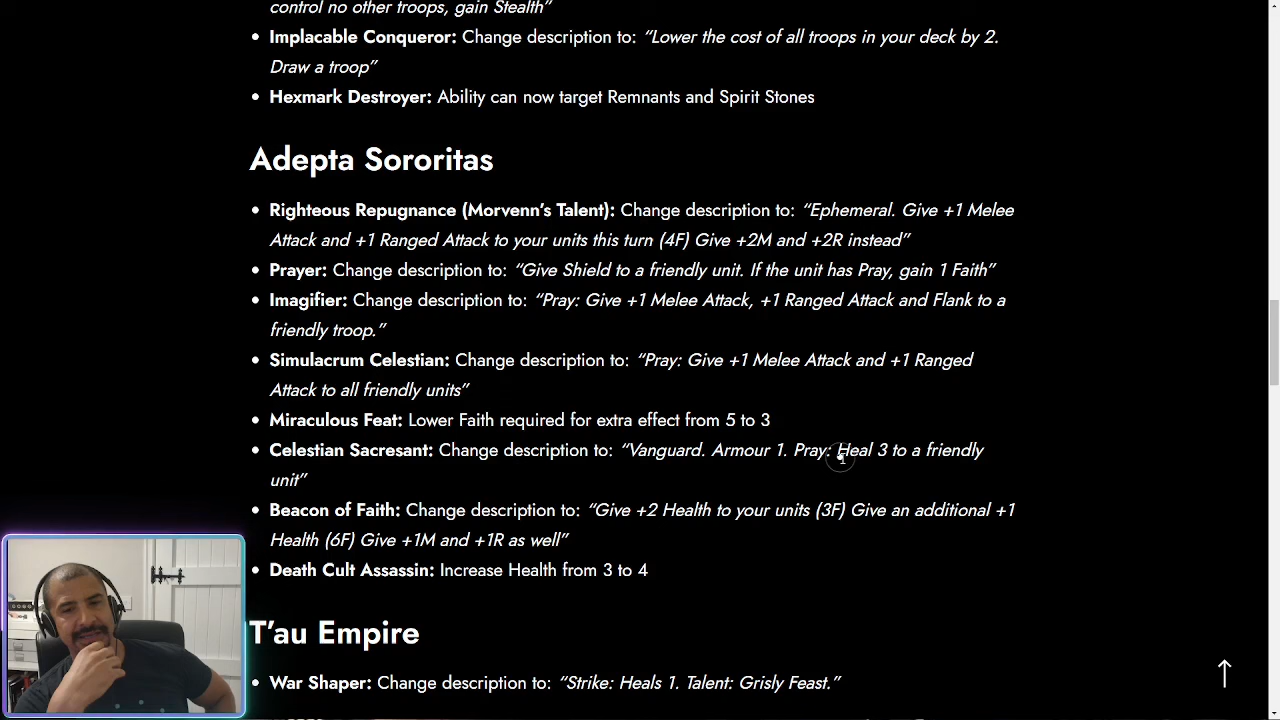 control no other troops, gain Stealth”
Implacable Conqueror: Change description to: “Lower the cost of all troops in your deck by 2.
Draw a troop”
Hexmark Destroyer: Ability can now target Remnants and Spirit Stones
Adepta Sororitas
Righteous Repugnance (Morvenn’s Talent): Change description to: “Ephemeral. Give +1 Melee
Attack and +1 Ranged Attack to your units this turn (4F) Give +2M and +2R instead”
Prayer: Change description to: “Give Shield to a friendly unit. If the unit has Pray, gain 1 Faith”
Imagifier: Change description to: “Pray: Give +1 Melee Attack, +1 Ranged Attack and Flank to a
friendly troop.”
Simulacrum Celestian: Change description to: “Pray: Give +1 Melee Attack and +1 Ranged
Attack to all friendly units”
Miraculous Feat: Lower Faith required for extra effect from 5 to 3
Celestian Sacresant: Change description to: “Vanguard. Armour 1. Pray: Heal 3 to a friendly
unit”
Beacon of Faith: Change description to: “Give +2 Health to your units (3F) Give an additional +1
Health (6F) Give +1M and +1R as well”
Death Cult Assassin: Increase Health from 3 to 4
T’au Empire
War Shaper: Change description to: “Strike: Heals 1. Talent: Grisly Feast.”